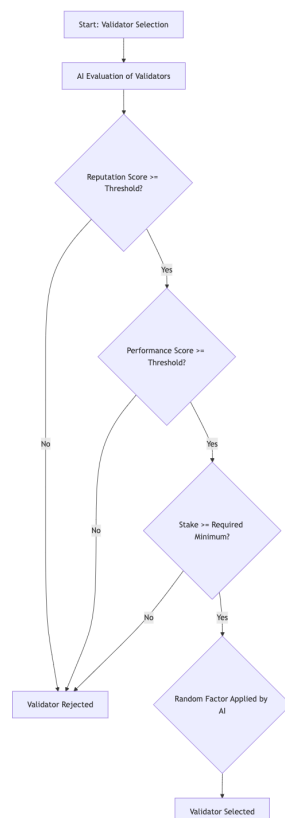 Start: Validator Selection
AI Evaluation of Validators
Reputation Score >=
Threshold?
Yes
Performance Score >=
Threshold?
No
Yes
Stake >= Required
Minimum?
No
No
Yes
Random Factor Applied by
AI
Validator Rejected
Validator Selected